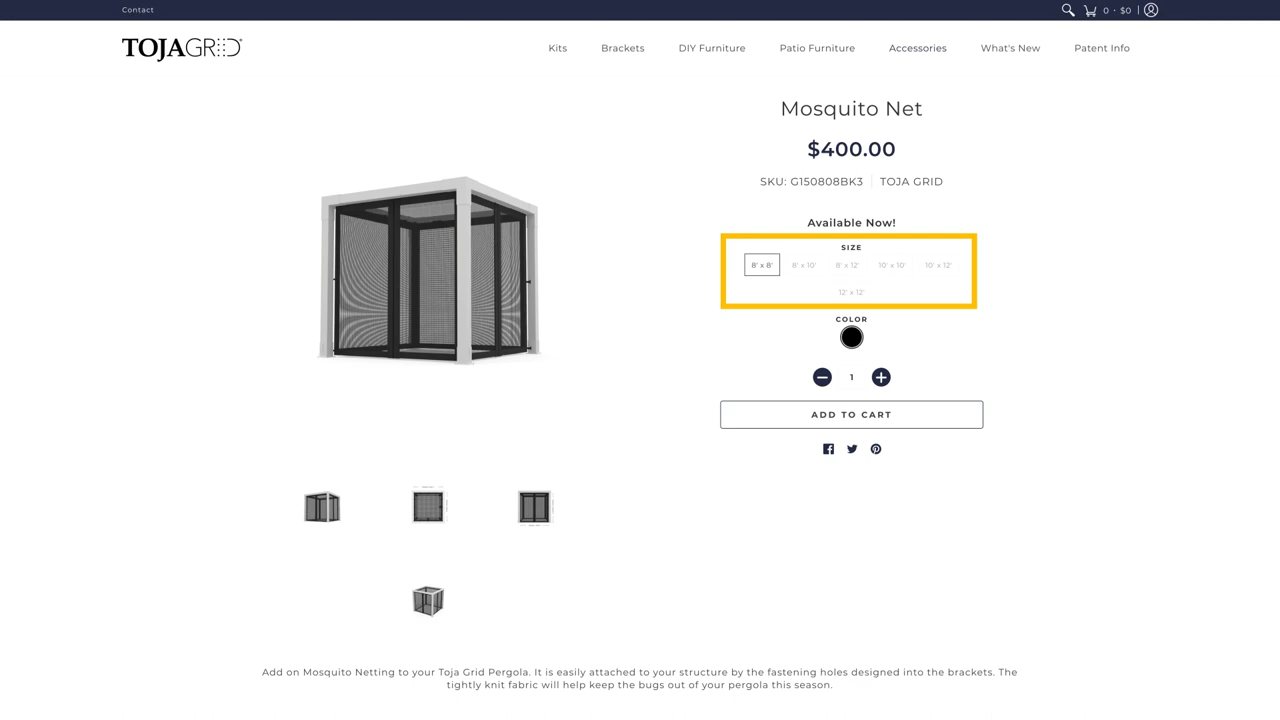 Contact
0 · $0
TOJAGRID
Kits
Brackets
DIY Furniture
Patio Furniture
Accessories
What's New
Patent Info
Mosquito Net
$400.00
SKU: G150808BK3 TOJA GRID
Available Now!
SIZE
8' x 8' 8' x 10' 8' x 12' 10' x 10' 10' x 12'
12' x 12'
COLOR
1
ADD TO CART
Add on Mosquito Netting to your Toja Grid Pergola. It is easily attached to your structure by the fastening holes designed into the brackets. The
tightly knit fabric will help keep the bugs out of your pergola this season.